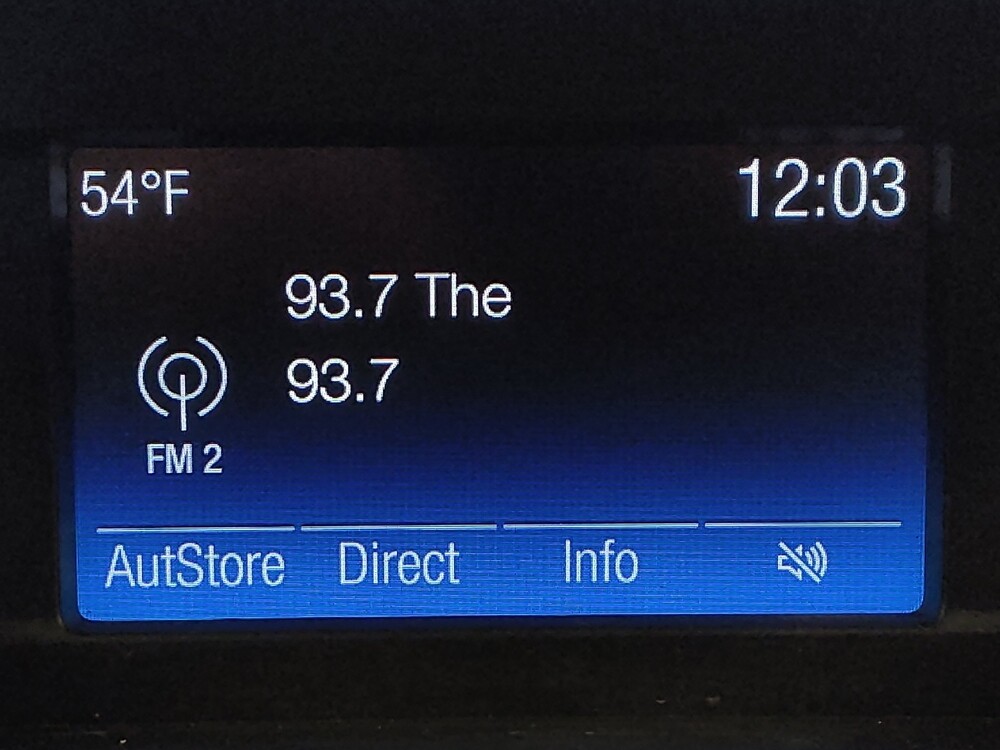 54°F 12:03
93.7 The
93.7
FM 2
AutStore Direct Info